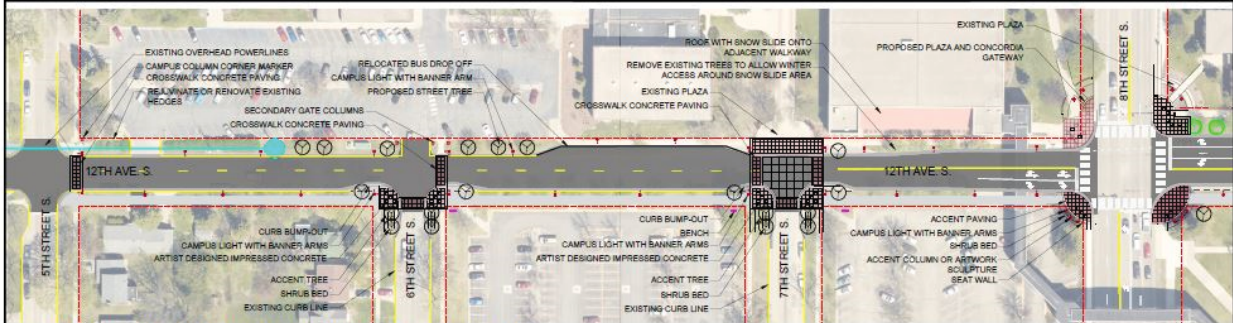 EXISTING OVERHEAD POWERLINES
CAMPUS COLUMN CORNER MARKER
CROSSWALK CONCRETE PAVING
REJUVINATE OR RENOVATE EXISTING
HEDGES
SECONDARY GATE COLUMNS
CROSSWALK CONCRETE PAVING
RELOCATED BUS DROP OFF
CAMPUS LIGHT WITH BANNER ARM
PROPOSED STREET TREE
ROOF WITH SNOW SLIDE ONTO
ADJACENT WALKWAY
REMOVE EXISTING TREES TO ALLOW WINTER
ACCESS AROUND SNOW SLIDE AREA
EXISTING PLAZA
CROSSWALK CONCRETE PAVING
EXISTING PLAZA
PROPOSED PLAZA AND CONCORDIA
GATEWAY
8TH STREET S.
12TH AVE. S.
12TH AVE. S.
5TH STREET S.
CURB BUMP-OUT
CAMPUS LIGHT WITH BANNER ARMS
ARTIST DESIGNED IMPRESSED CONCRETE
ACCENT TREE
SHRUB BED
EXISTING CURB LINE
6TH STREET S.
CURB BUMP-OUT
BENCH
CAMPUS LIGHT WITH BANNER ARMS
ARTIST DESIGNED IMPRESSED CONCRETE
ACCENT TREE
SHRUB BED
EXISTING CURB LINE
7TH STREET S.
ACCENT PAVING
CAMPUS LIGHT WITH BANNER ARMS
SHRUB BED
ACCENT COLUMN OR ARTWORK
SCULPTURE
SEAT WALL